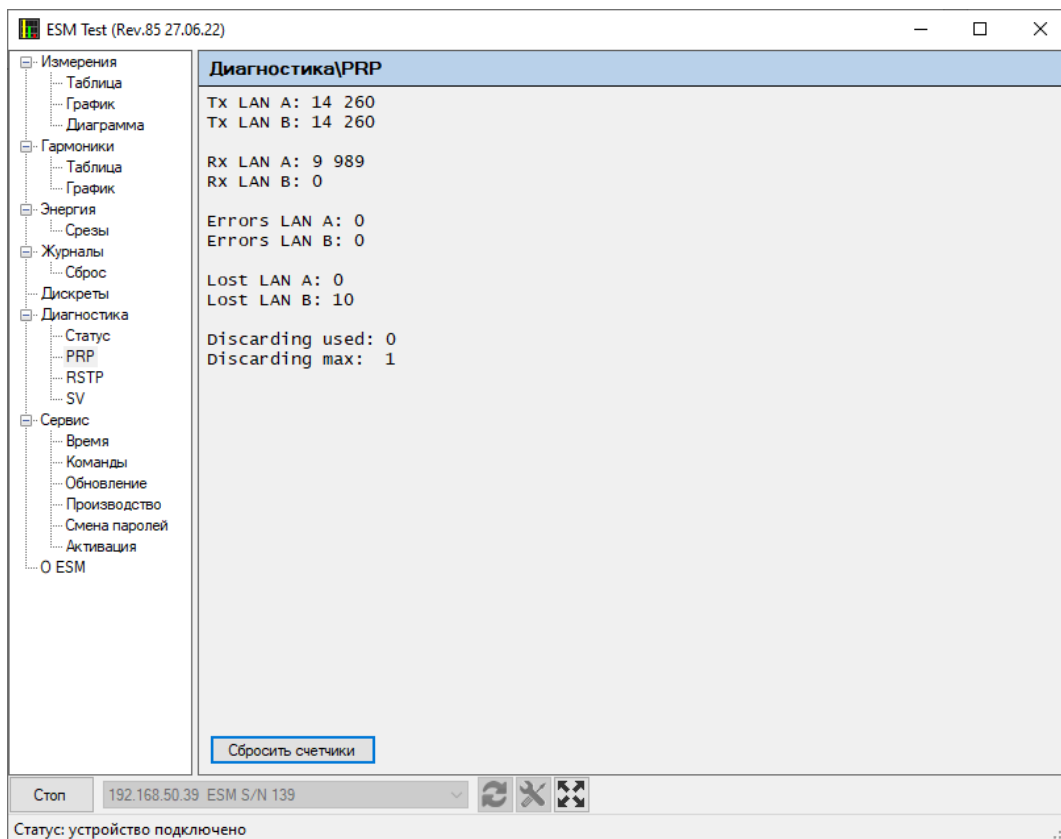 ESM Test (Rev.85 27.06.22)
Измерения
Таблица
График
Диаграмма
Гармоники
Таблица
График
Энергия
Срезы
Журналы
Сброс
Дискреты
Диагностика
Статус
PRP
RSTP
SV
Сервис
Время
Команды
Обновление
Производство
Смена паролей
Активация
О ESM
Диагностика\PRP
Tx LAN A: 14 260
Tx LAN B: 14 260
Rx LAN A: 9 989
Rx LAN B: 0
Errors LAN A: 0
Errors LAN B: 0
Lost LAN A: 0
Lost LAN B: 10
Discarding used: 0
Discarding max:  1
Сбросить счетчики
Стоп
192.168.50.39 ESM S/N 139
Статус: устройство подключено